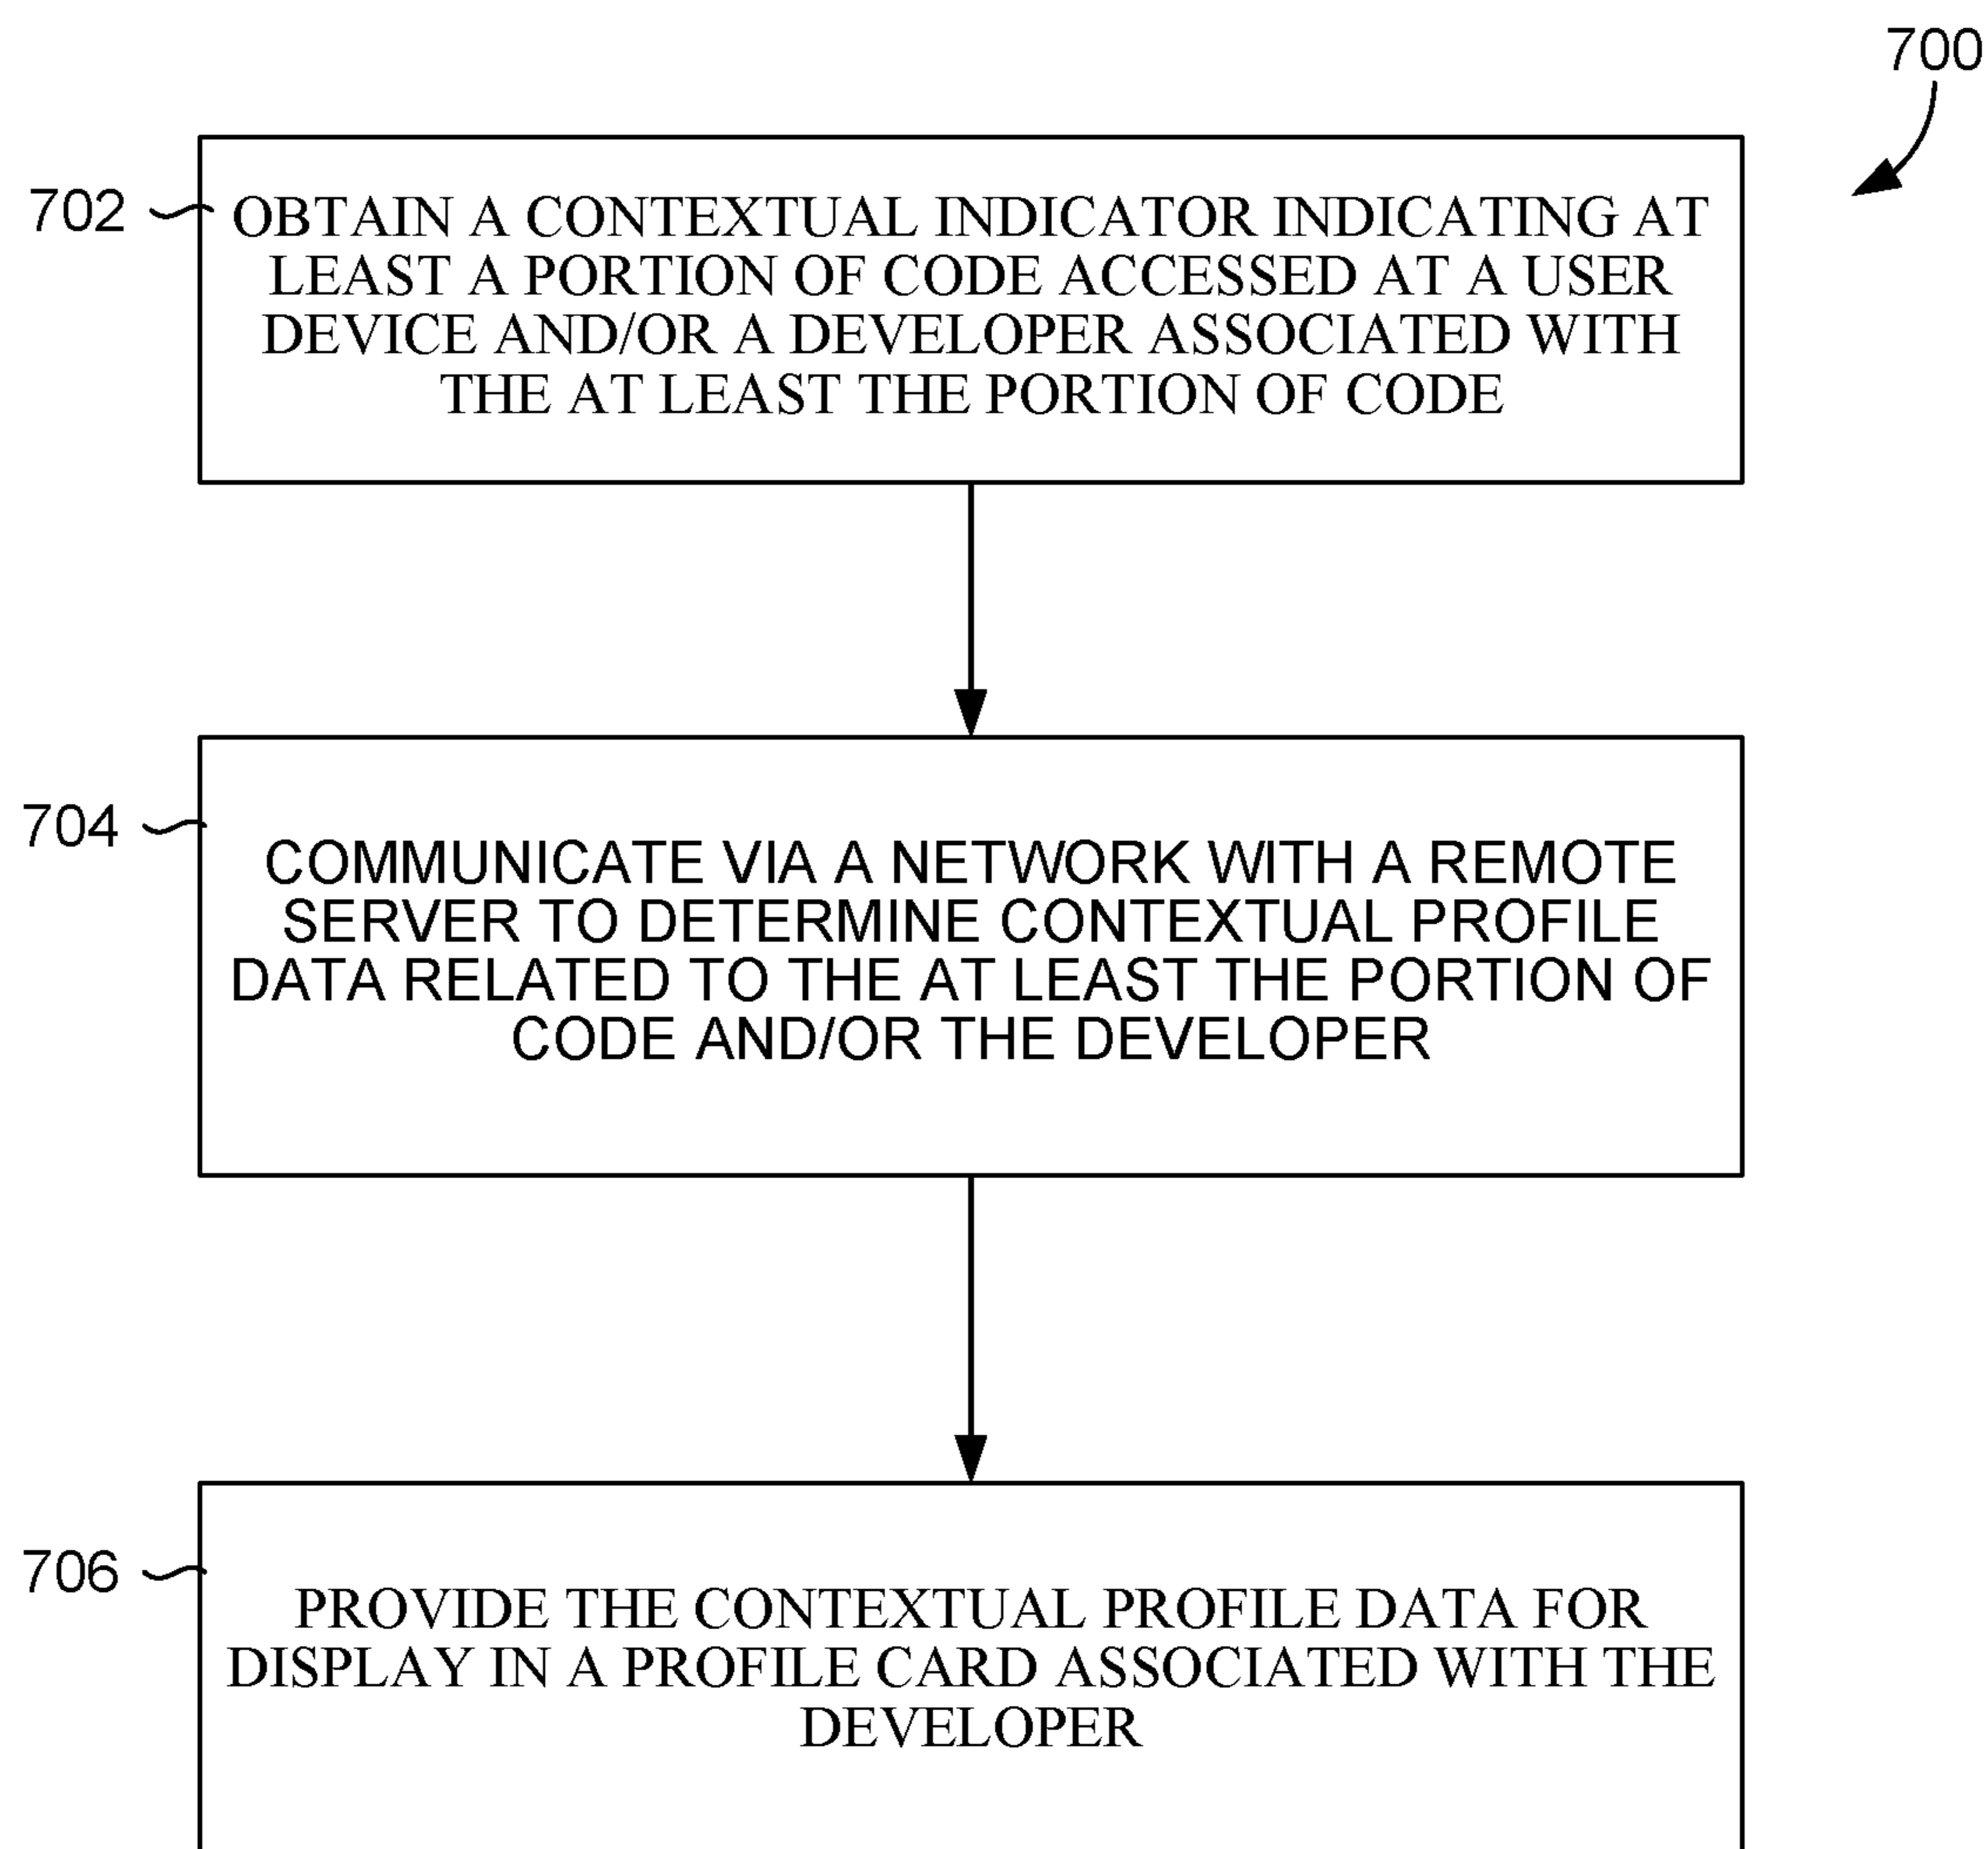 700
702
OBTAIN A CONTEXTUAL INDICATOR INDICATING AT
LEAST A PORTION OF CODE ACCESSED AT A USER
DEVICE AND/OR A DEVELOPER ASSOCIATED WITH
THE AT LEAST THE PORTION OF CODE
704
COMMUNICATE VIA A NETWORK WITH A REMOTE
SERVER TO DETERMINE CONTEXTUAL PROFILE
DATA RELATED TO THE AT LEAST THE PORTION OF
CODE AND/OR THE DEVELOPER
706
PROVIDE THE CONTEXTUAL PROFILE DATA FOR
DISPLAY IN A PROFILE CARD ASSOCIATED WITH THE
DEVELOPER